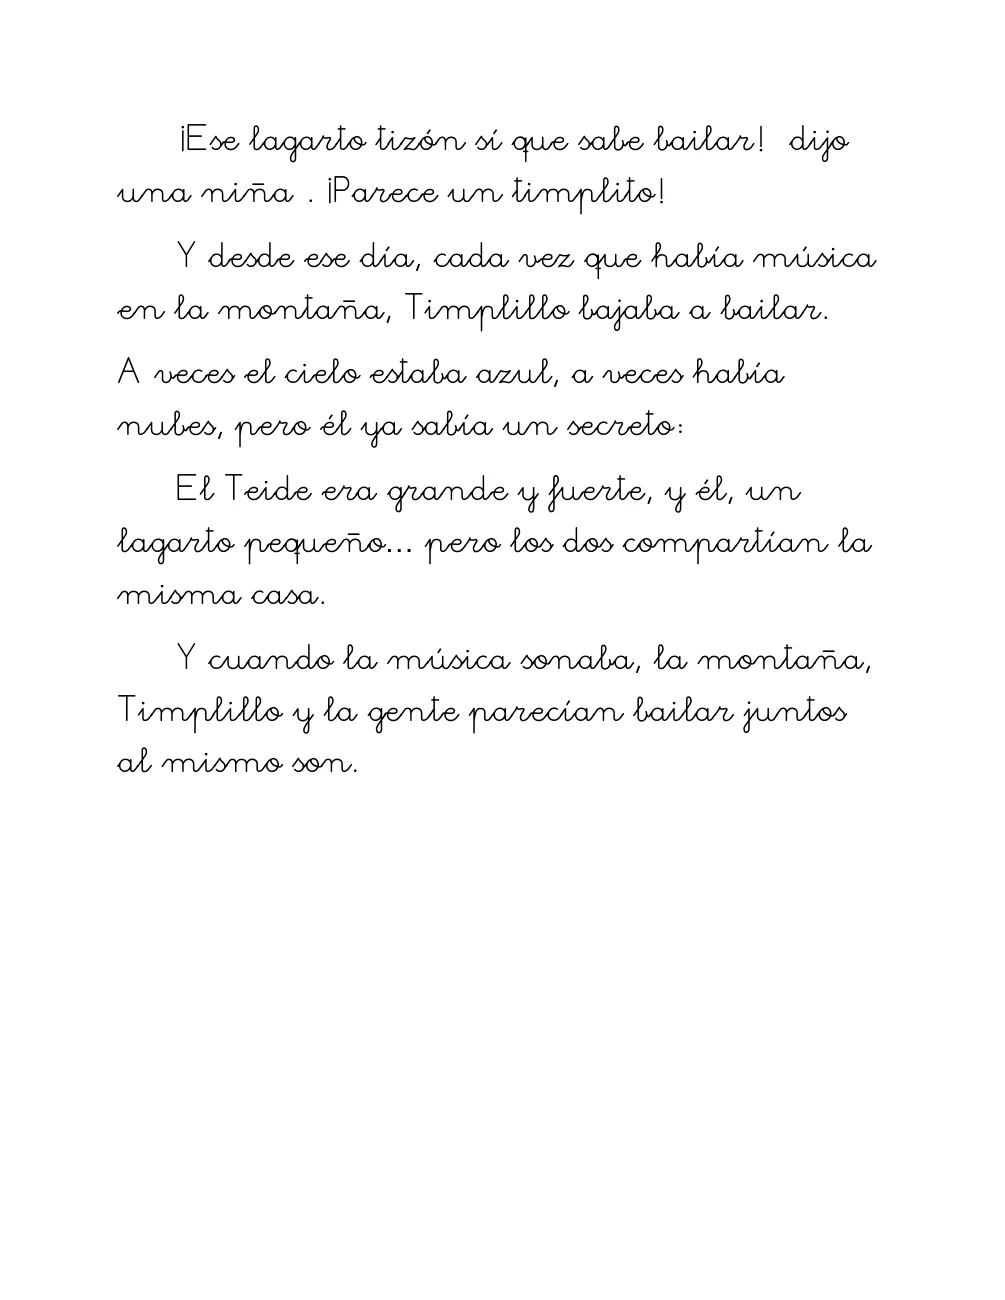 ¡Ese lagarto tizón sí que sabe bailar!  dijo
una niña . ¡Parece un timplito!
Y desde ese día, cada vez que había música
en la montaña, Timplillo bajaba a bailar.
A veces el cielo estaba azul, a veces había
nubes, pero él ya sabía un secreto:
El Teide era grande y fuerte, y él, un
lagarto pequeño... pero los dos compartían la
misma casa.
Y cuando la música sonaba, la montaña,
Timplillo y la gente parecían bailar juntos
al mismo son.